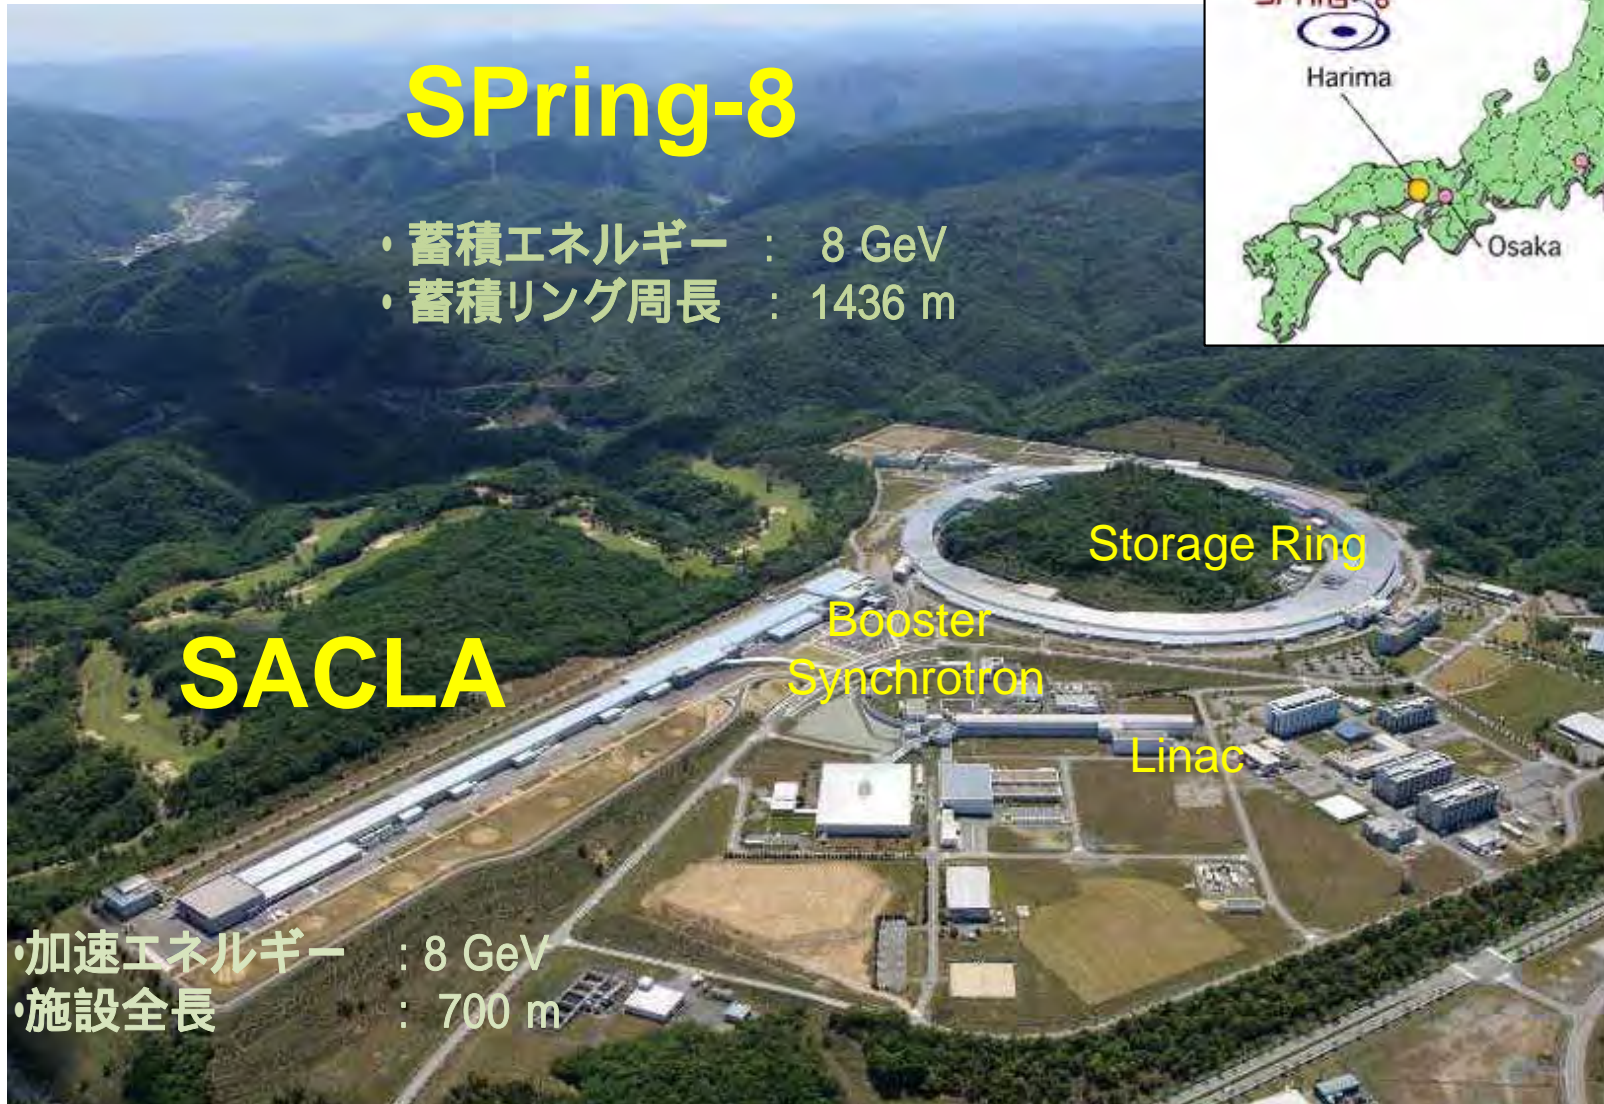 SPring-8
・蓄積エネルギー : 8 GeV
・蓄積リング周長 : 1436 m
SPring-8
Harima
Osaka
Storage Ring
Booster
Synchrotron
SACLA
Linac
・加速エネルギー : 8 GeV
・施設全長 : 700 m